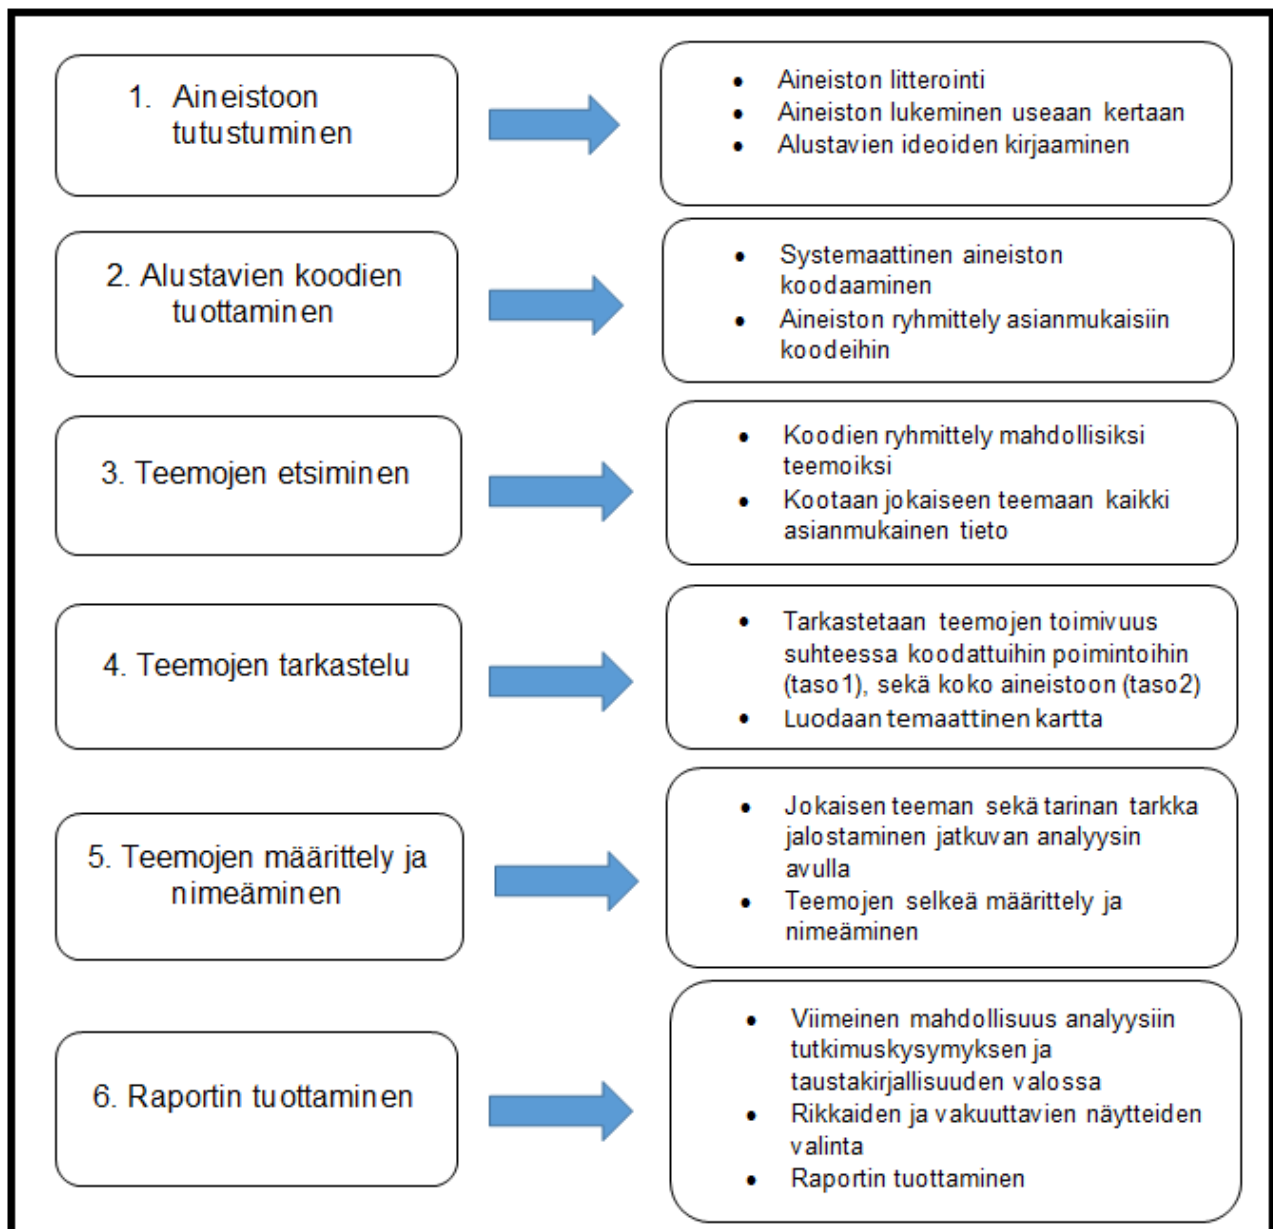 1. Aineistoon
tutustuminen
• Aineiston litterointi
• Aineiston lukeminen useaan kertaan
• Alustavien ideoiden kirjaaminen
2. Alustavien koodien
tuottaminen
• Systemaattinen aineiston
koodaaminen
• Aineiston ryhmittely asianmukaisiin
koodeihin
3. Teemojen etsiminen
• Koodien ryhmittely mahdollisiksi
teemoiksi
• Kootaan jokaiseen teemaan kaikki
asianmukainen tieto
4. Teemojen tarkastelu
• Tarkastetaan teemojen toimivuus
suhteessa koodattuihin poimintoihin
(taso1), sekä koko aineistoon (taso2)
• Luodaan temaattinen kartta
5. Teemojen määrittely ja
nimeäminen
• Jokaisen teeman sekä tarinan tarkka
jalostaminen jatkuvan analyysin
avulla
• Teemojen selkeä määrittely ja
nimeäminen
6. Raportin tuottaminen
• Viimeinen mahdollisuus analyysiin
tutkimuskysymyksen ja
taustakirjallisuuden valossa
• Rikkaiden ja vakuuttavien näytteiden
valinta
• Raportin tuottaminen